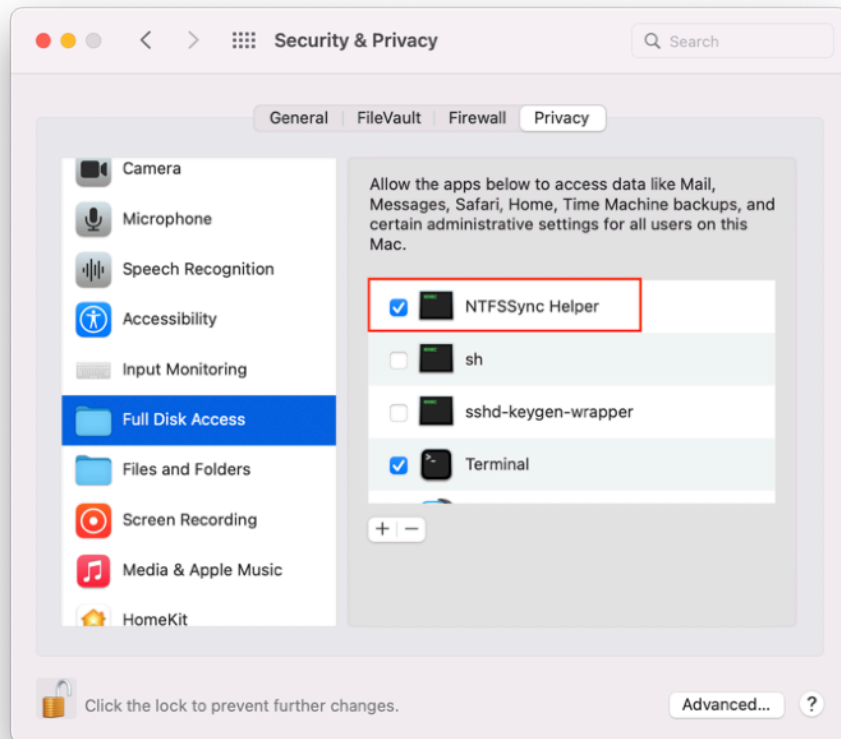 Security & Privacy
Search
General
FileVault
Firewall
Privacy
Camera
Microphone
Speech Recognition
Accessibility
Input Monitoring
Full Disk Access
Files and Folders
Screen Recording
Media & Apple Music
HomeKit
Allow the apps below to access data like Mail,
Messages, Safari, Home, Time Machine backups, and
certain administrative settings for all users on this
Mac.
NTFSSync Helper
sh
sshd-keygen-wrapper
Terminal
+
−
Click the lock to prevent further changes.
Advanced...
?